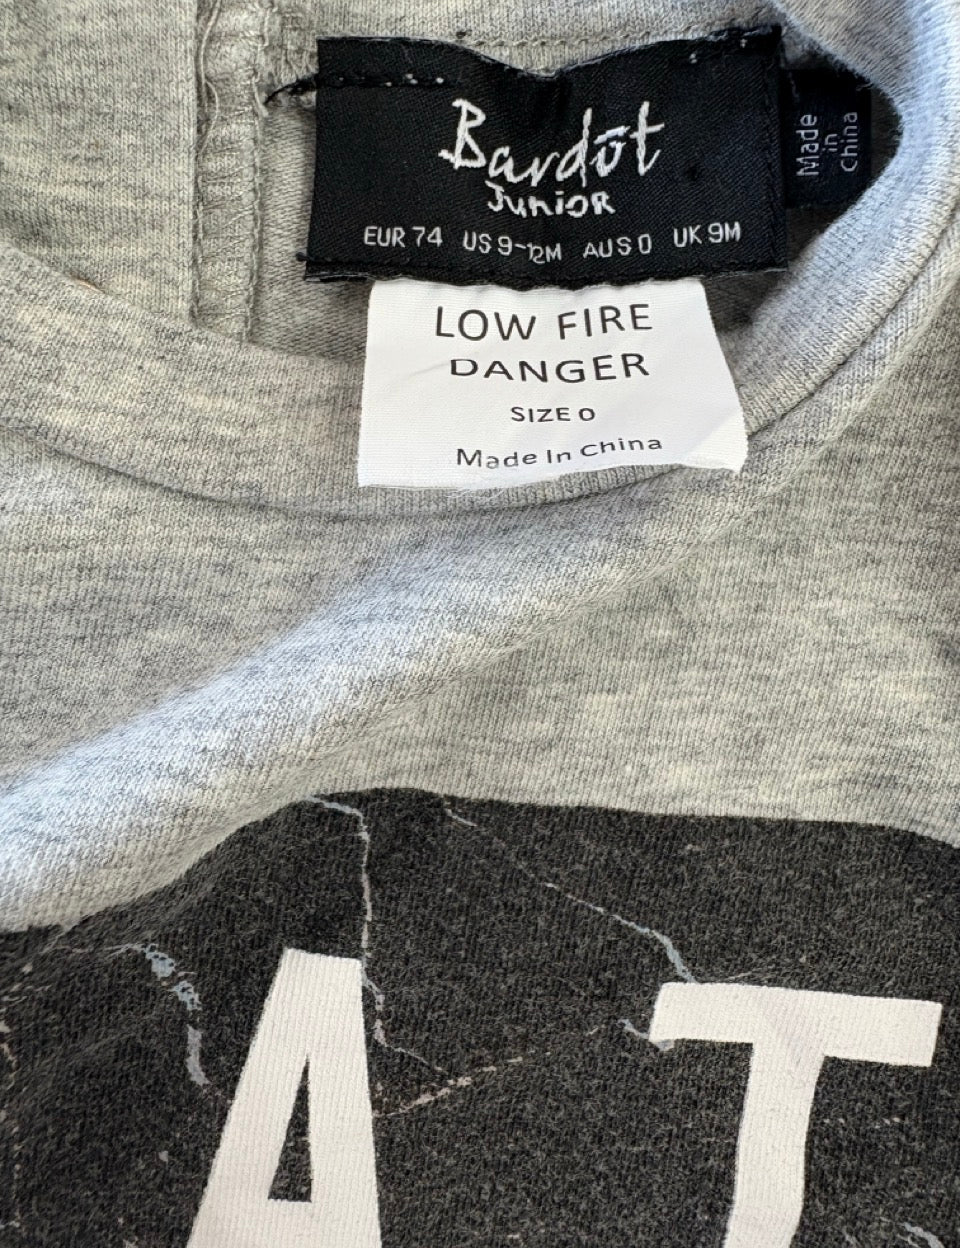 Bardot
Junior
EUR 74 US 9-12M AUS 0 UK 9M
Made
in
China
LOW FIRE
DANGER
SIZE 0
Made In China
AT